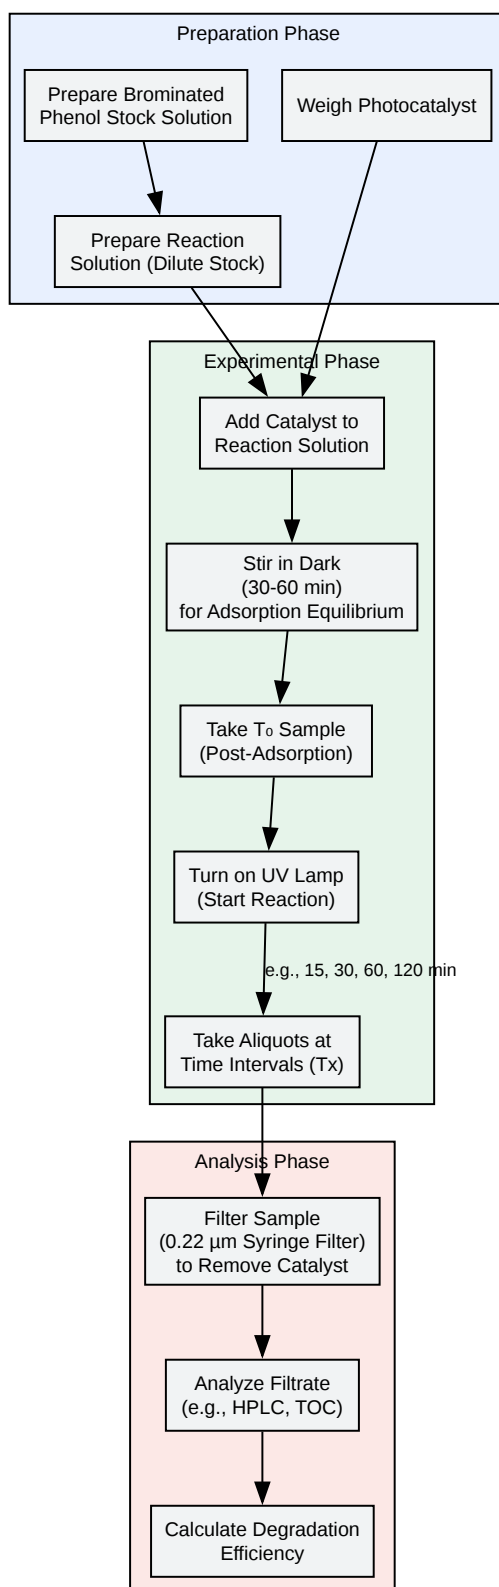 Preparation Phase
Prepare Brominated
Phenol Stock Solution
Weigh Photocatalyst
Prepare Reaction
Solution (Dilute Stock)
Experimental Phase
Add Catalyst to
Reaction Solution
Stir in Dark
(30-60 min)
for Adsorption Equilibrium
Take T₀ Sample
(Post-Adsorption)
Turn on UV Lamp
(Start Reaction)
e.g., 15, 30, 60, 120 min
Take Aliquots at
Time Intervals (Tx)
Analysis Phase
Filter Sample
(0.22 µm Syringe Filter)
to Remove Catalyst
Analyze Filtrate
(e.g., HPLC, TOC)
Calculate Degradation
Efficiency